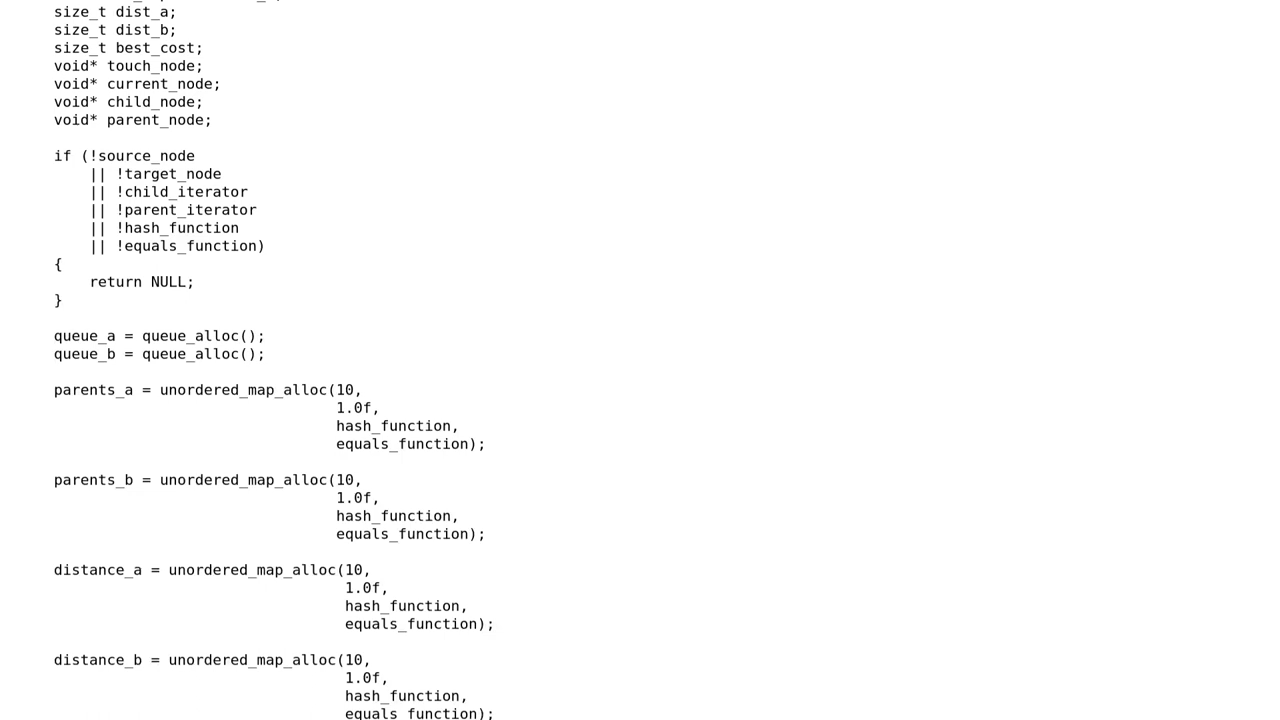 size_t dist_a;
size_t dist_b;
size_t best_cost;
void* touch_node;
void* current_node;
void* child_node;
void* parent_node;
if (!source_node
|| !target_node
|| !child_iterator
|| !parent_iterator
|| !hash_function
|| !equals_function)
{
return NULL;
}
queue_a = queue_alloc();
queue_b = queue_alloc();
parents_a = unordered_map_alloc(10,
1.0f,
hash_function,
equals_function);
parents_b = unordered_map_alloc(10,
1.0f,
hash_function,
equals_function);
distance_a = unordered_map_alloc(10,
1.0f,
hash_function,
equals_function);
distance_b = unordered_map_alloc(10,
1.0f,
hash_function,
equals_function);